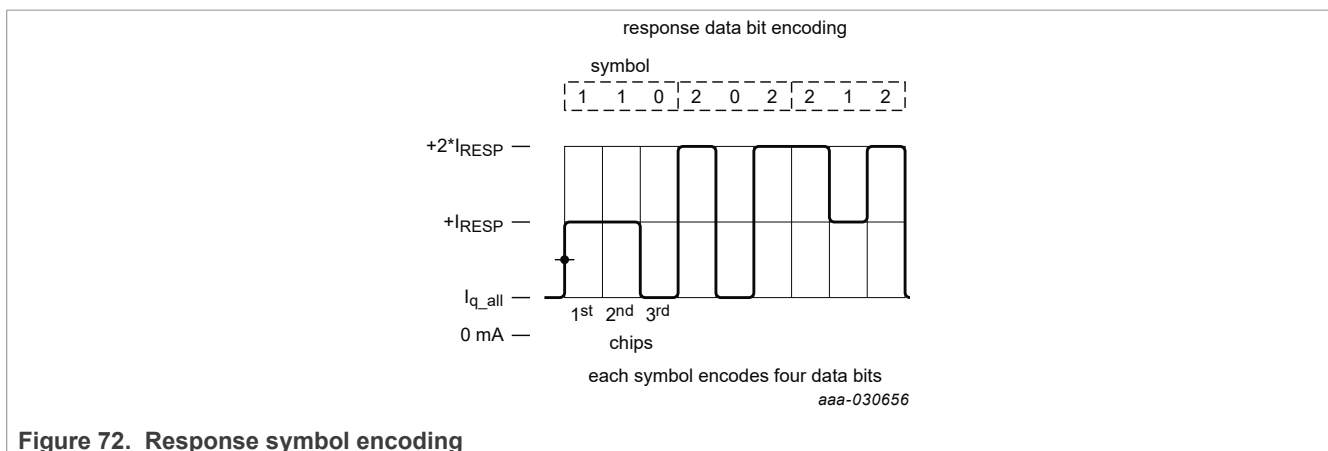 response data bit encoding
symbol
1 1 0 2 0 2 2 1 2
+2*IRESP
+IRESP
Iq_all
1st 2nd 3rd
0 mA
chips
each symbol encodes four data bits
aaa-030656
Figure 72. Response symbol encoding